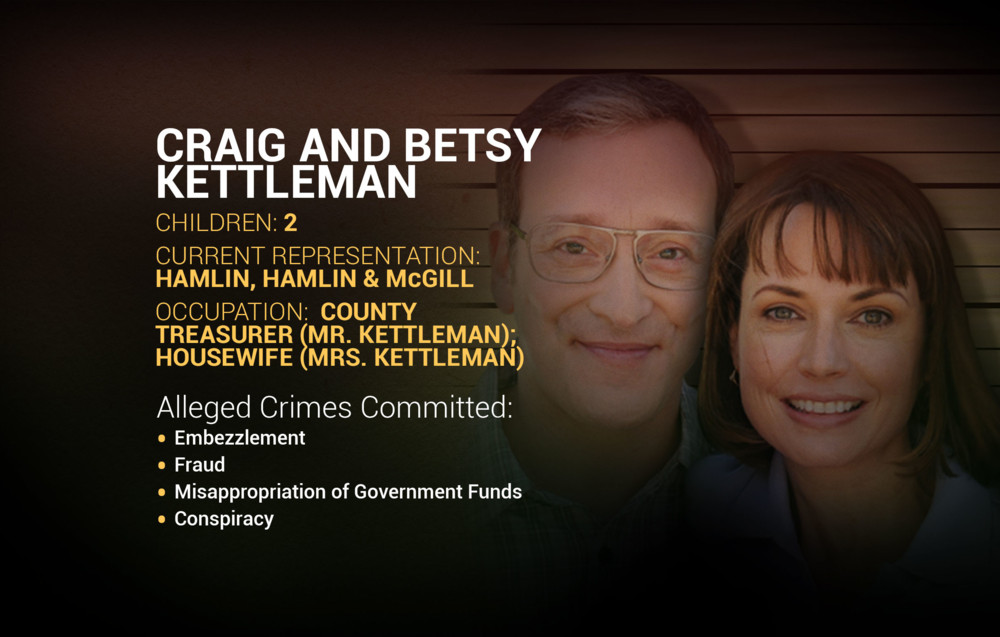 CRAIG AND BETSY
KETTLEMAN
CHILDREN: 2
CURRENT REPRESENTATION:
HAMLIN, HAMLIN & McGILL
OCCUPATION: COUNTY
TREASURER (MR. KETTLEMAN);
HOUSEWIFE (MRS. KETTLEMAN)
Alleged Crimes Committed:
• Embezzlement
• Fraud
• Misappropriation of Government Funds
• Conspiracy